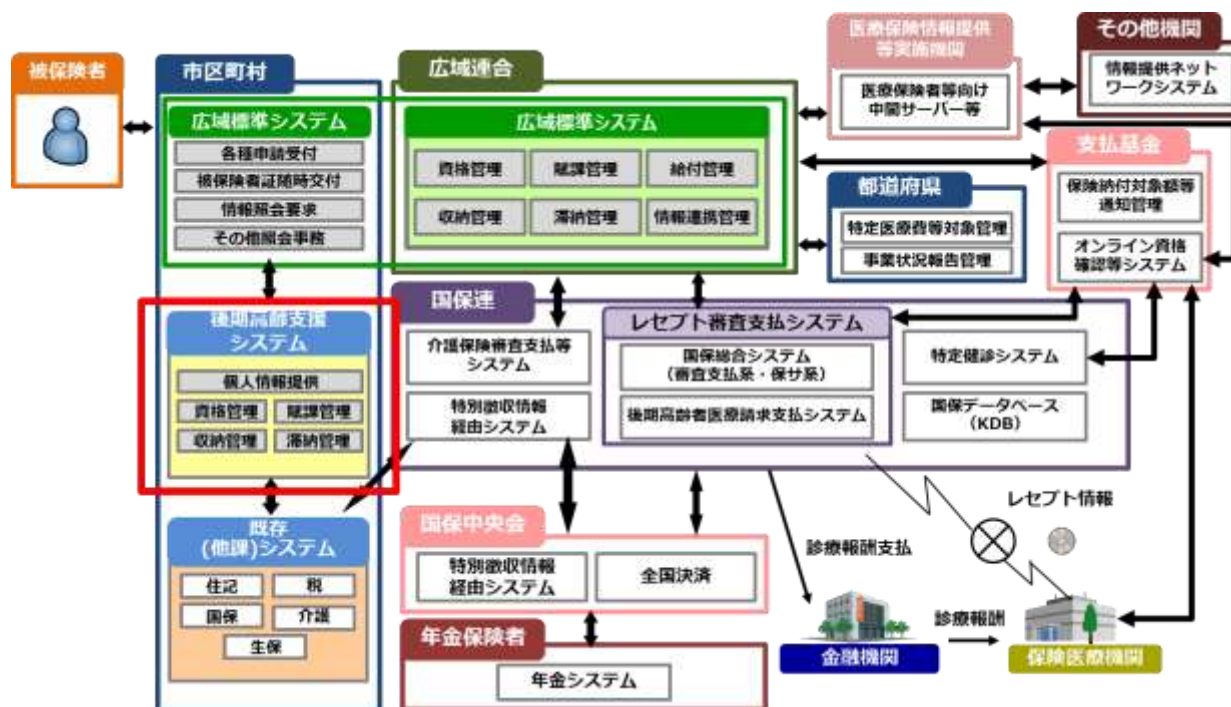 被保険者
市区町村
広域標準システム
各種申請受付
被保険者証随時交付
情報照会要求
その他照会事務
後期高齢支援
システム
個人情報提供
資格管理
賦課管理
収納管理
滞納管理
既存
(他課)システム
住記
税
国保
介護
生保
広域連合
広域標準システム
資格管理
賦課管理
給付管理
収納管理
滞納管理
情報連携管理
医療保険情報提供
等実施機関
医療保険者等向け
中間サーバー等
その他機関
情報提供ネット
ワークシステム
都道府県
特定医療費等対象管理
事業状況報告管理
支払基金
保険納付対象額等
通知管理
オンライン資格
確認等システム
国保連
介護保険審査支払等
システム
特別徴収情報
経由システム
レセプト審査支払システム
国保総合システム
(審査支払系・保サ系)
後期高齢者医療請求支払システム
特定健診システム
国保データベース
(KDB)
国保中央会
特別徴収情報
経由システム
全国決済
年金保険者
年金システム
診療報酬支払
レセプト情報
金融機関
診療報酬
保険医療機関